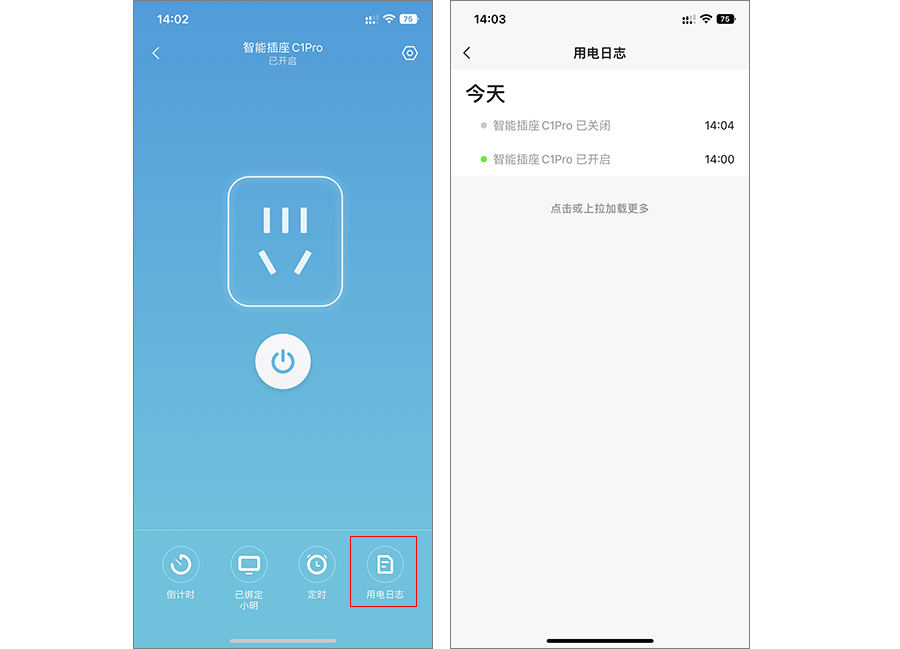 14:02
75
智能插座 C1Pro
已开启
倒计时
已绑定
小明
定时
用电日志
14:03
75
用电日志
今天
智能插座 C1Pro 已关闭 14:04
智能插座 C1Pro 已开启 14:00
点击或上拉加载更多